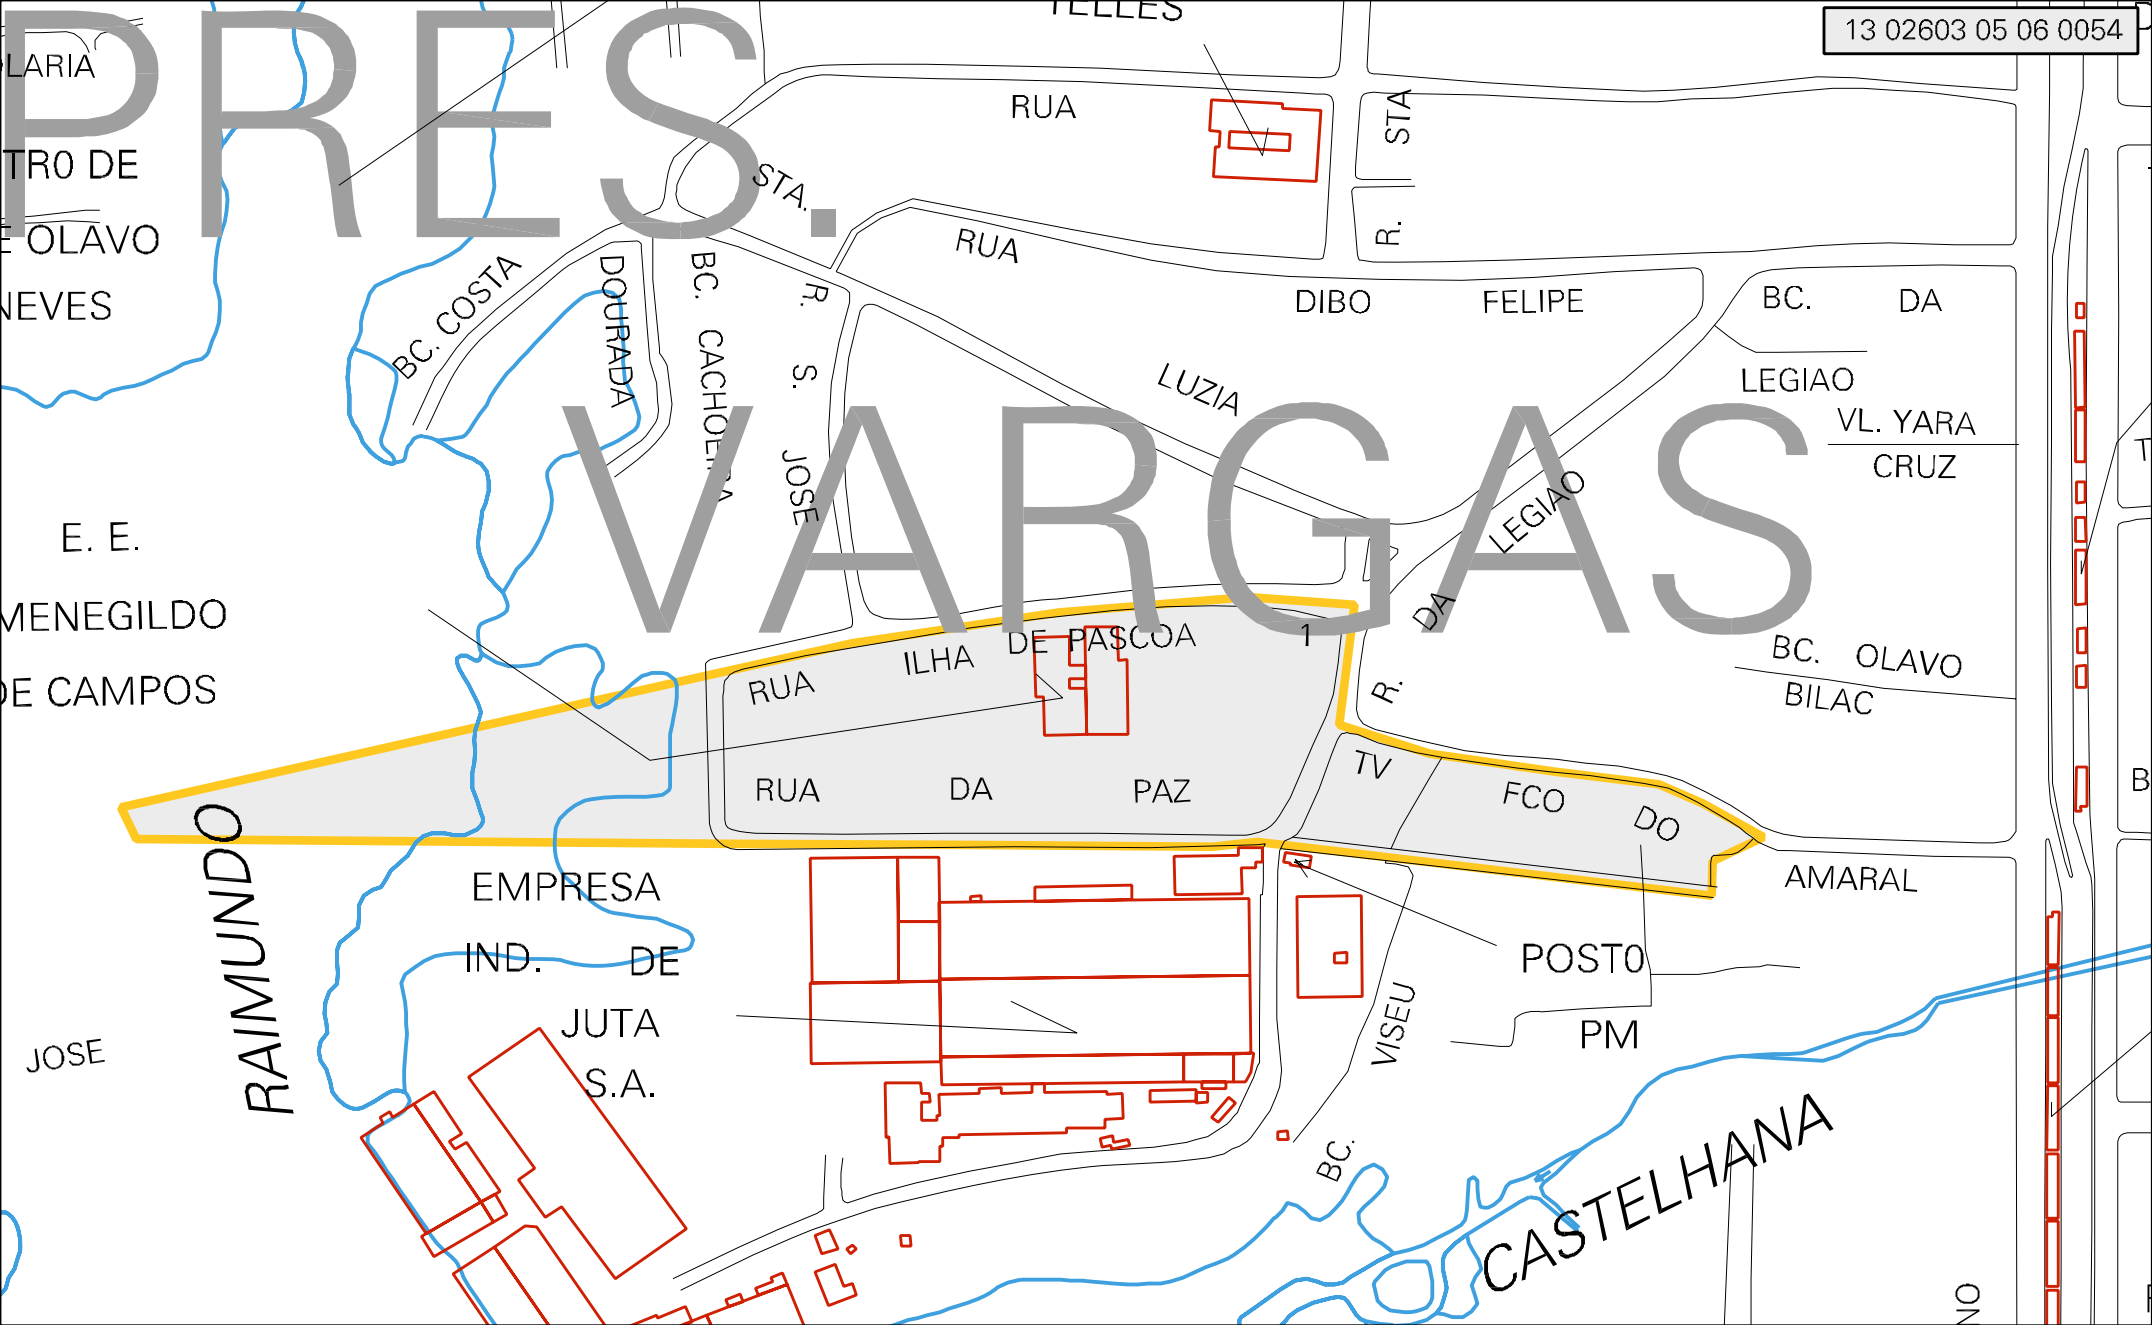 TELLES
13 02603 05 06 0054
PRES.
RUA
STA
TR0 DE
STA.
R.
E OLAVO
RUA
BC. COSTA
DOURADA
BC. CACHOEIRA
R. S. JOSE
DIBO FELIPE
BC. DA
LEGIAO
NEVES
LUZIA
VL. YARA
CRUZ
VARGAS
LEGIAO
DA
R.
E. E.
MENEGILDO
DE CAMPOS
RUA ILHA DE PASCOA
1
BC. OLAVO
BILAC
RUA DA PAZ
TV FCO DO
AMARAL
RAIMUNDO
EMPRESA
IND. DE
JUTA
S.A.
POST0
PM
VISEU
BC.
JOSE
CASTELHANA